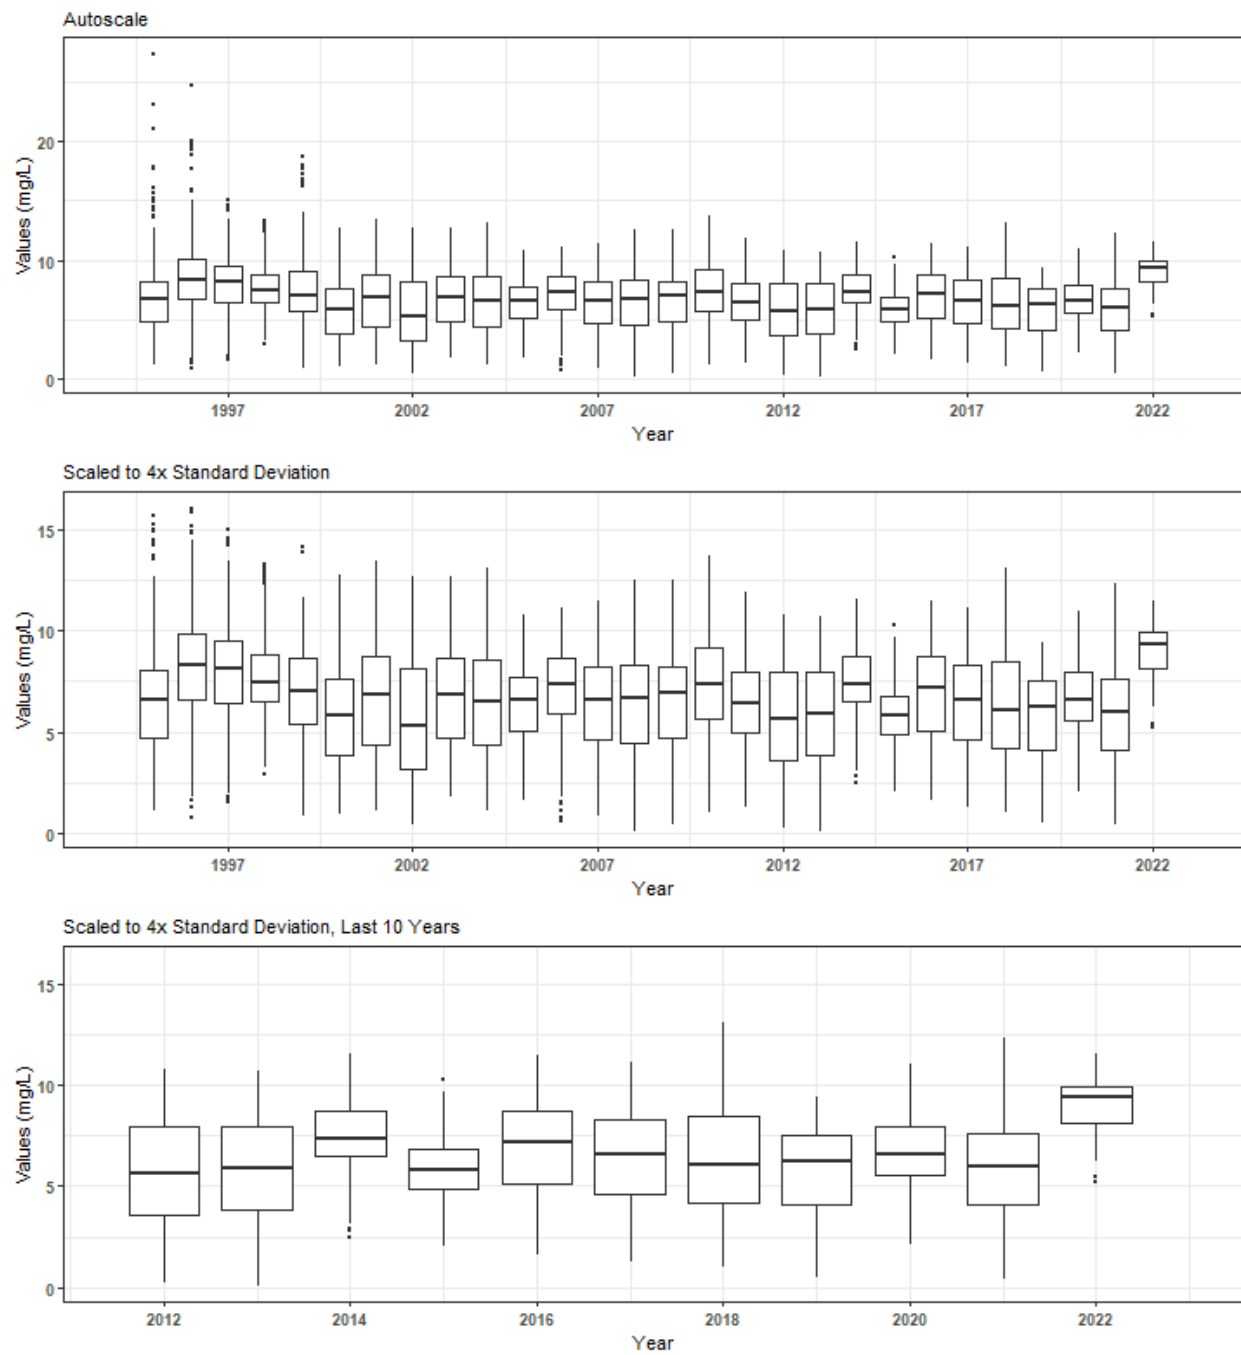 Autoscale
20
10
0
Values (mg/L)
1997 2002 2007 2012 2017 2022
Year
Scaled to 4x Standard Deviation
15
10
5
0
Values (mg/L)
1997 2002 2007 2012 2017 2022
Year
Scaled to 4x Standard Deviation, Last 10 Years
15
10
5
0
Values (mg/L)
2012 2014 2016 2018 2020 2022
Year